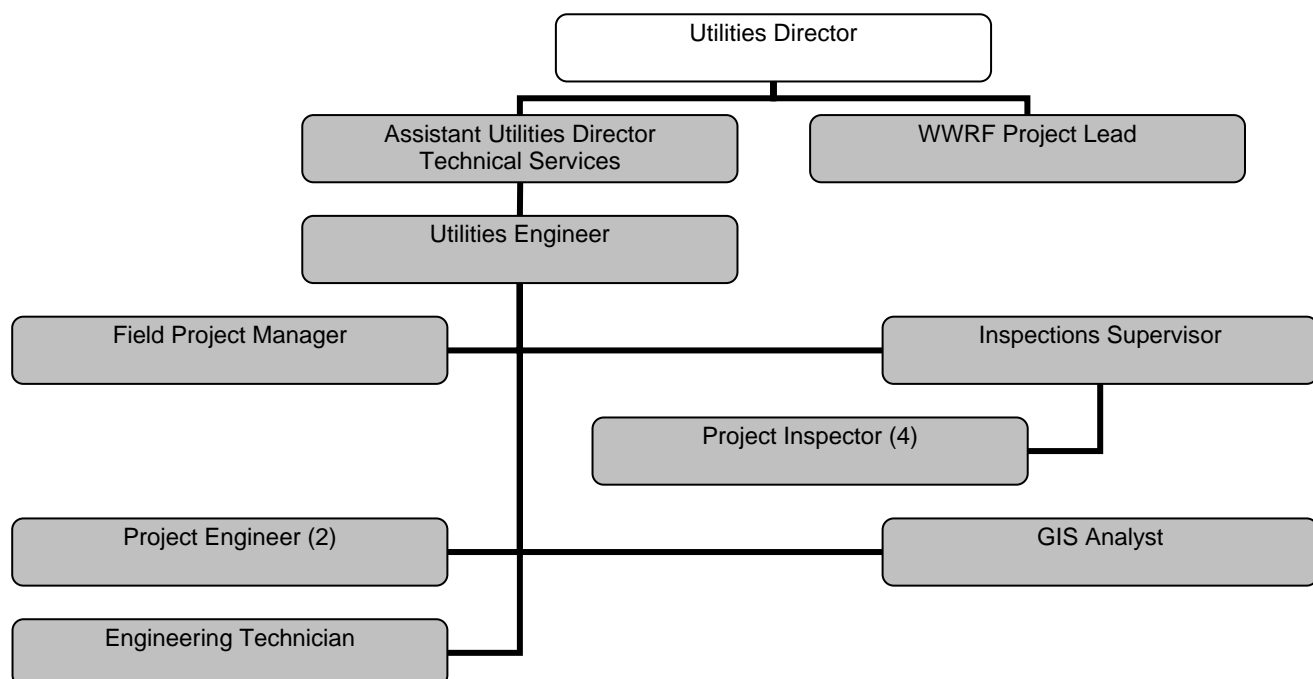 Utilities Director
Assistant Utilities Director
Technical Services
WWRF Project Lead
Utilities Engineer
Field Project Manager
Inspections Supervisor
Project Inspector (4)
Project Engineer (2)
GIS Analyst
Engineering Technician